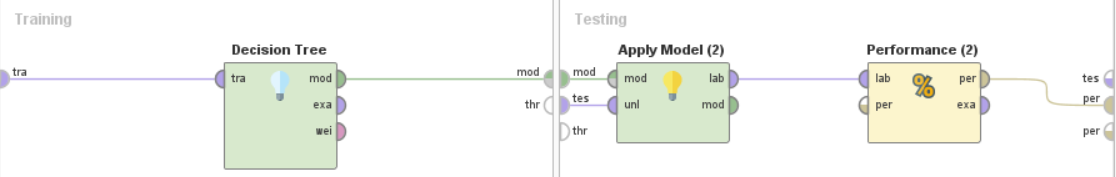 Training
Testing
Decision Tree
tra
tra
mod
exa
wei
mod
thr
Apply Model (2)
mod
tes
thr
mod
unl
lab
mod
Performance (2)
lab
per
%
per
exa
tes
per
per